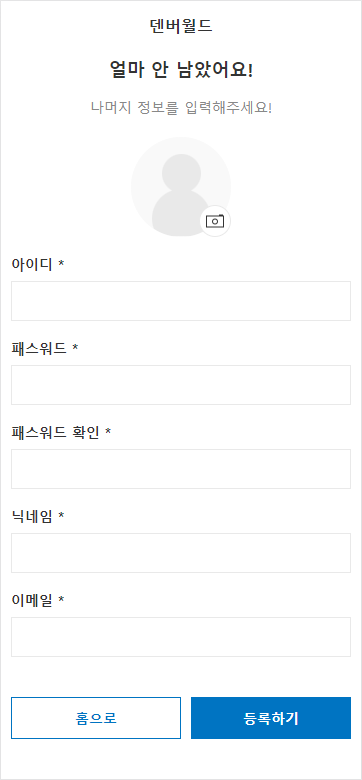 덴버월드
얼마 안 남았어요!
나머지 정보를 입력해주세요!
아이디 *
패스워드 *
패스워드 확인 *
닉네임 *
이메일 *
홈으로
등록하기